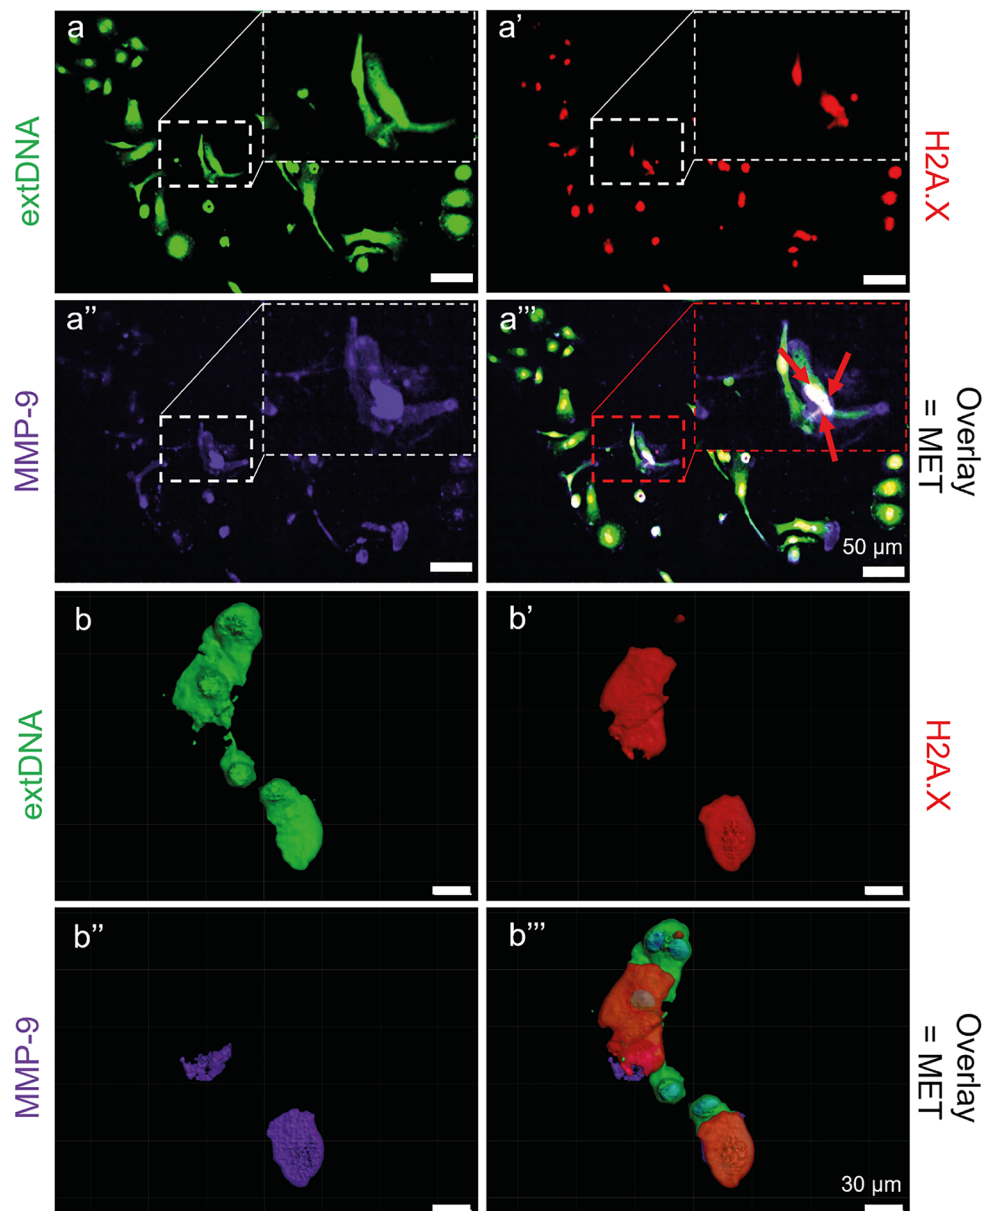 a
a’
extDNA
H2A.X
a’’
a’’’
MMP-9
Overlay
= MET
50 µm
b
b’
extDNA
H2A.X
b’’
b’’’
MMP-9
Overlay
= MET
30 µm